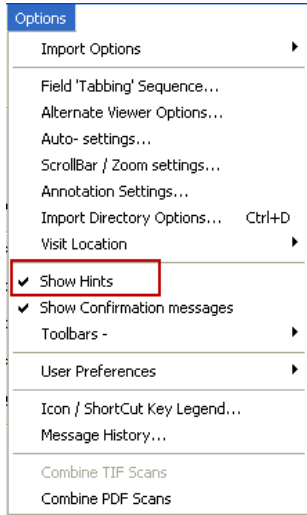 Options
Import Options
Field 'Tabbing' Sequence...
Alternate Viewer Options...
Auto- settings...
ScrollBar / Zoom settings...
Annotation Settings...
Import Directory Options... Ctrl+D
Visit Location
Show Hints
Show Confirmation messages
Toolbars -
User Preferences
Icon / ShortCut Key Legend...
Message History...
Combine TIF Scans
Combine PDF Scans